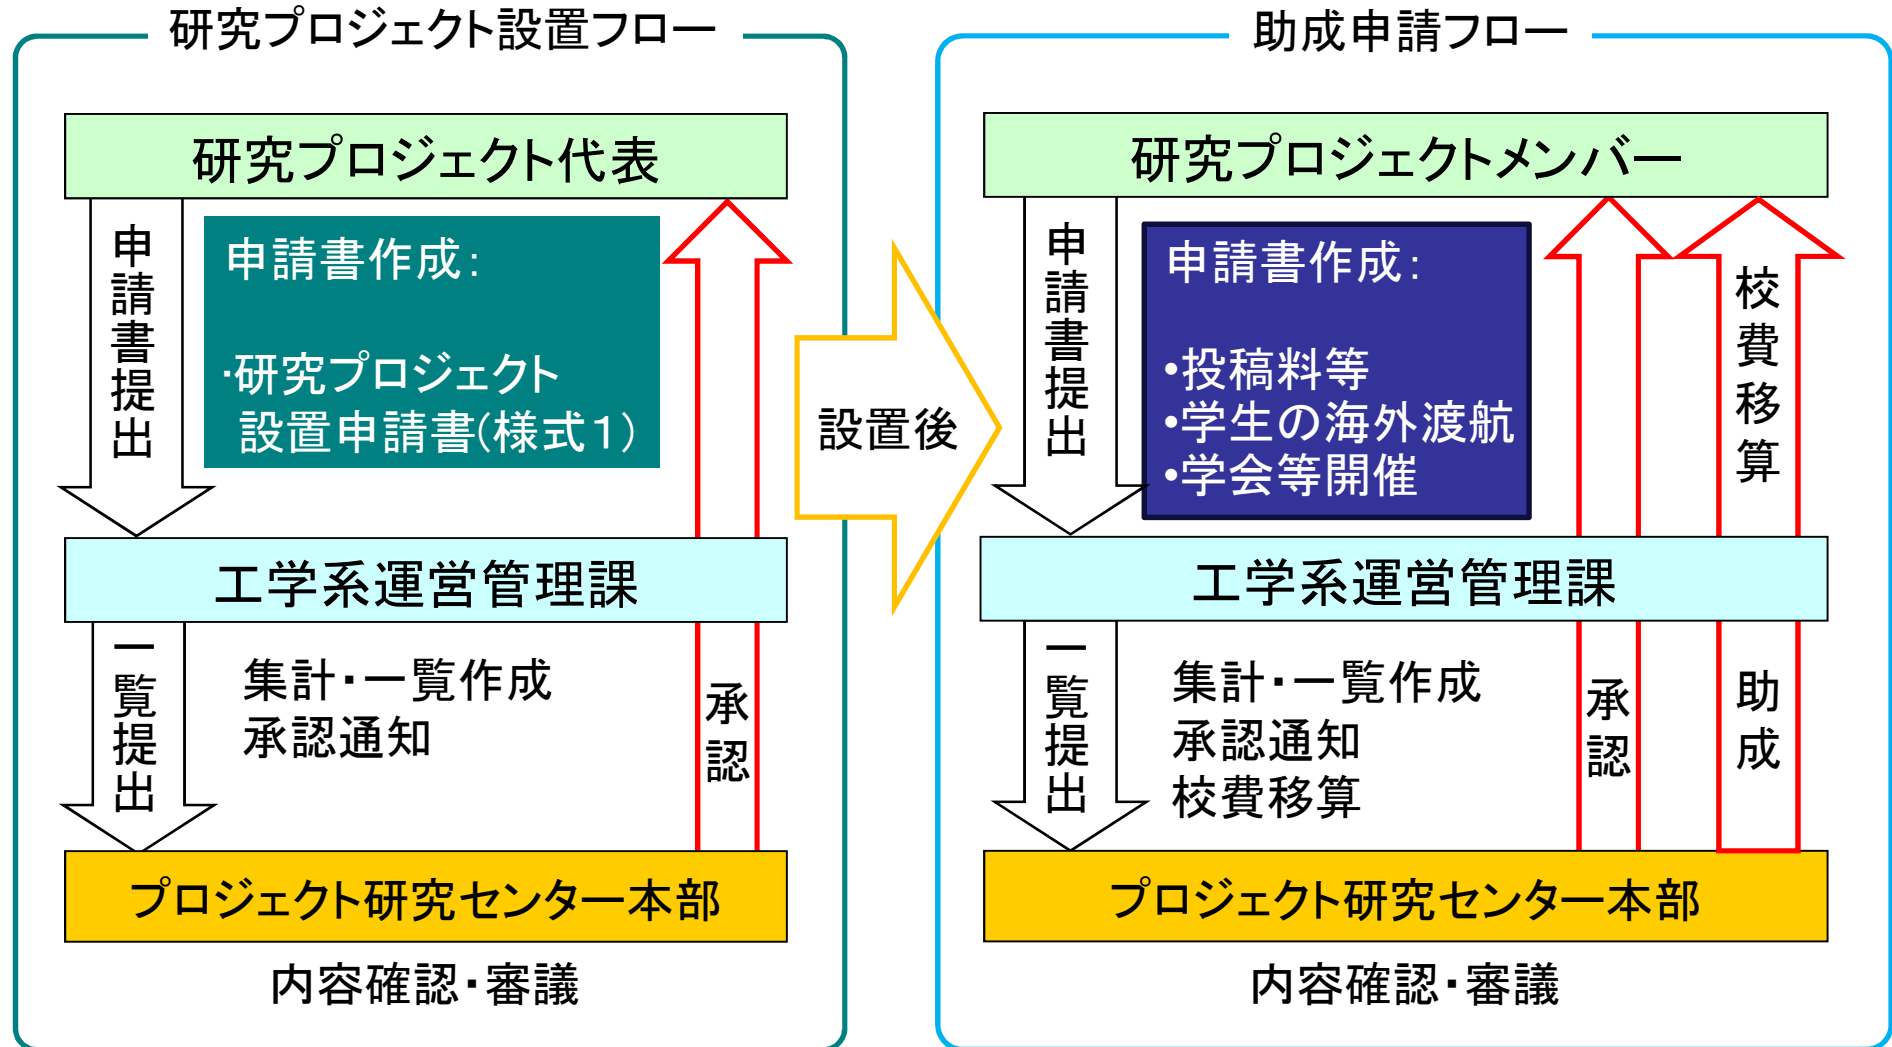 研究プロジェクト設置フロー
研究プロジェクト代表
申請書提出
申請書作成：
・研究プロジェクト
設置申請書(様式１)
工学系運営管理課
一覧提出
集計・一覧作成
承認通知
承認
プロジェクト研究センター本部
内容確認・審議
設置後
助成申請フロー
研究プロジェクトメンバー
申請書提出
申請書作成：
•投稿料等
•学生の海外渡航
•学会等開催
校費移算
工学系運営管理課
一覧提出
集計・一覧作成
承認通知
校費移算
承認
助成
プロジェクト研究センター本部
内容確認・審議